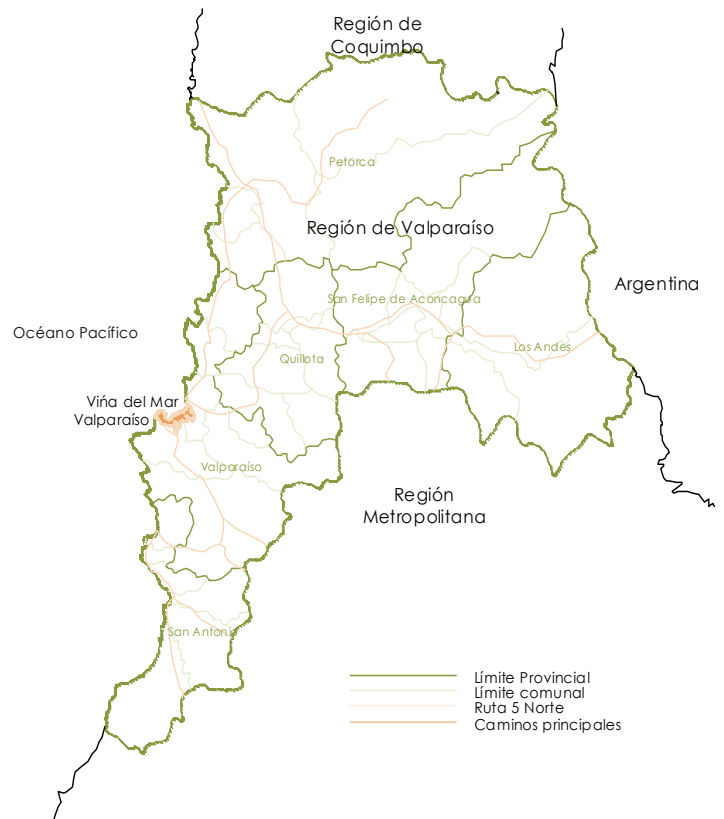 Región de
Coquimbo
Petorca
Región de Valparaíso
Argentina
San Felipe de Aconcagua
Océano Pacífico
Los Andes
Quillota
Viña del Mar
Valparaíso
Valparaíso
Región
Metropolitana
San Antonio
Límite Provincial
Límite comunal
Ruta 5 Norte
Caminos principales